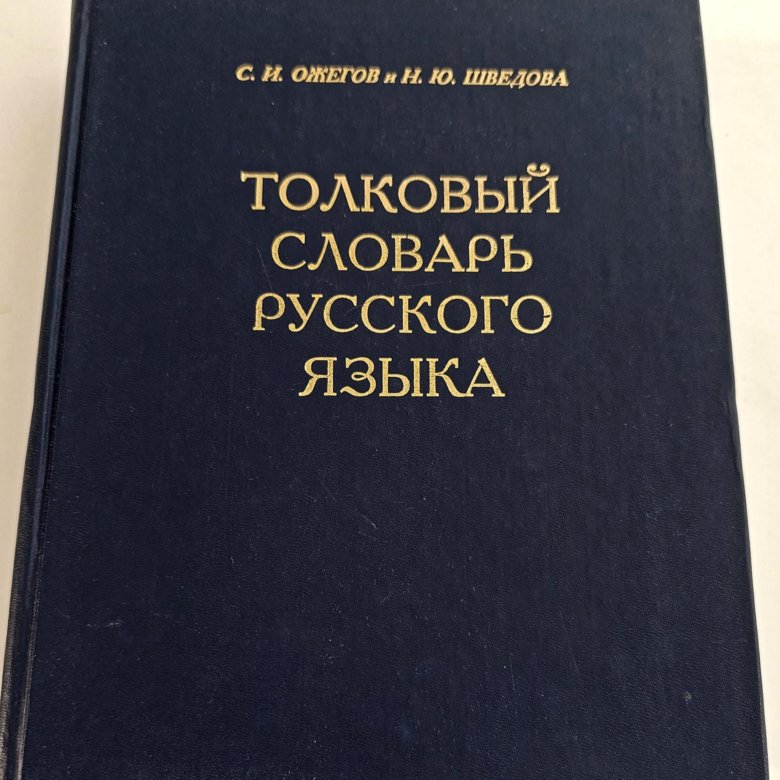 С. И. ОЖЕГОВ и Н. Ю. ШВЕДОВА
ТОЛКОВЫЙ
СЛОВАРЬ
РУССКОГО
ЯЗЫКА